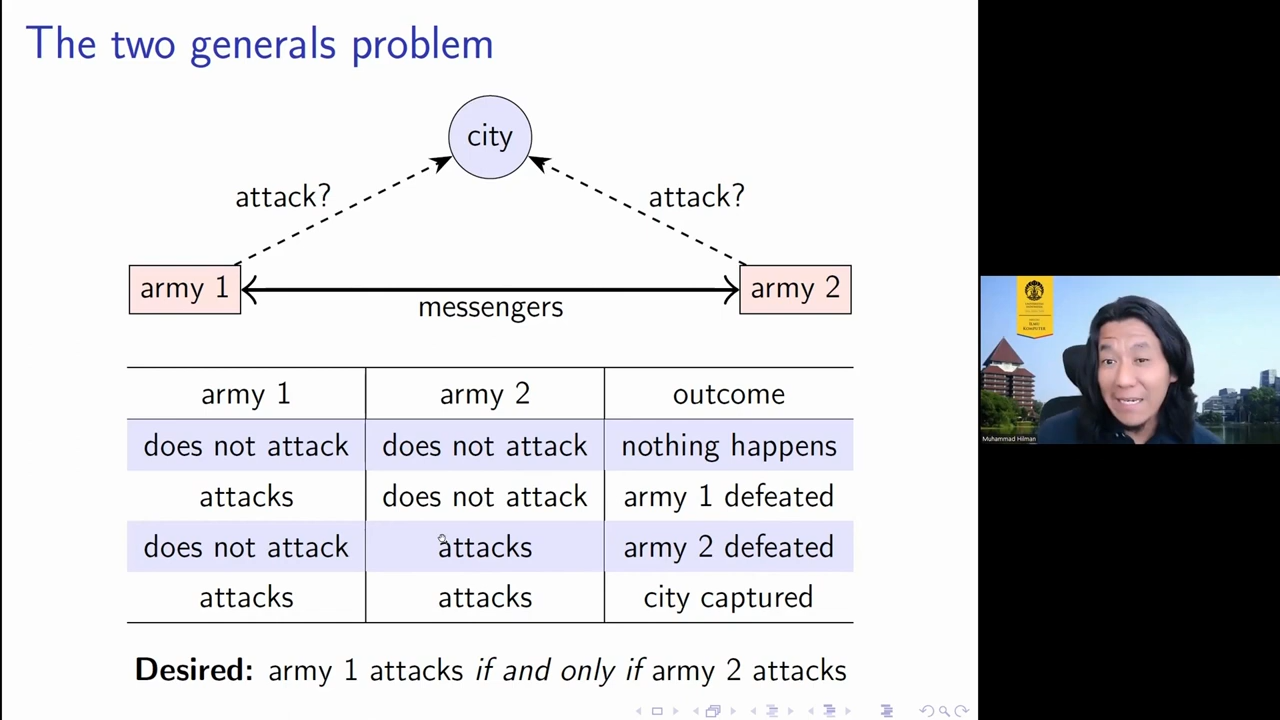 The two generals problem
city
attack? attack?
army 1 army 2
messengers
army 1 army 2 outcome
does not attack does not attack nothing happens
attacks does not attack army 1 defeated
does not attack attacks army 2 defeated
attacks attacks city captured
Desired: army 1 attacks if and only if army 2 attacks
ILMU
KOMPUTER
Muhammad Hilman